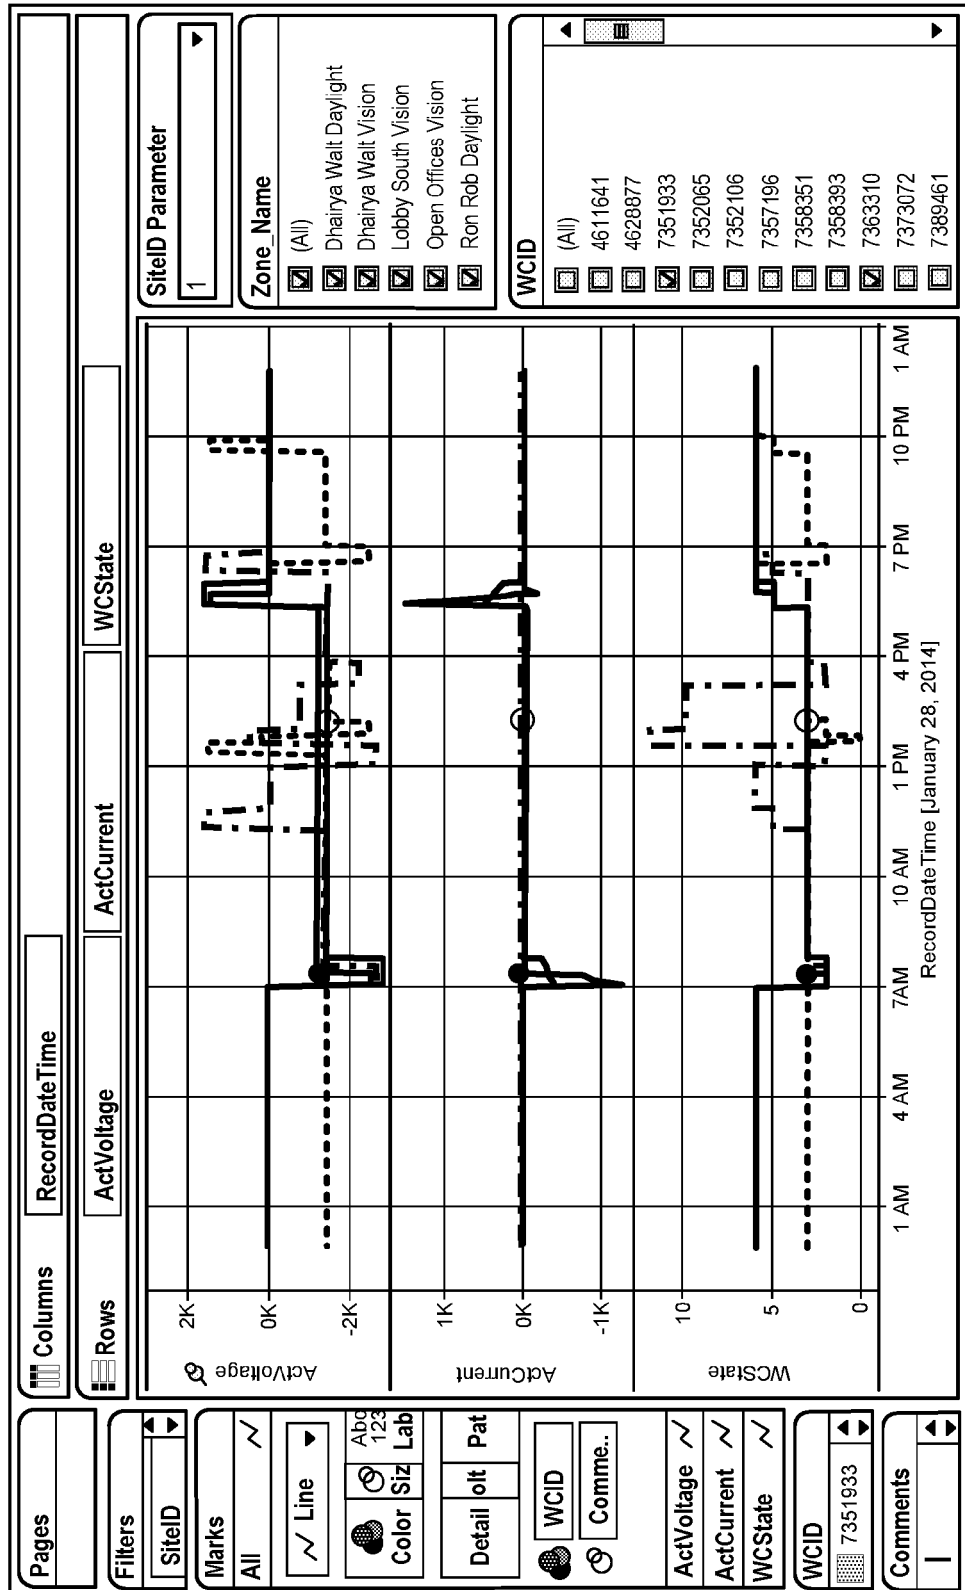 Pages
Columns
RecordDateTime
Filters
SiteID
Rows
ActVoltage
ActCurrent
WCState
Marks
All
Line
Color
Siz
Abc
123
Lab
Detail
olt
Pat
WCID
Comme..
ActVoltage
ActCurrent
WCState
WCID
7351933
Comments
ActVoltage
2K
0K
-2K
ActCurrent
1K
0K
-1K
WCState
10
5
0
1 AM
4 AM
7AM
10 AM
1 PM
4 PM
7 PM
10 PM
1 AM
RecordDateTime [January 28, 2014]
SiteID Parameter
1
Zone_Name
(All)
Dhairya Walt Daylight
Dhairya Walt Vision
Lobby South Vision
Open Offices Vision
Ron Rob Daylight
WCID
(All)
4611641
4628877
7351933
7352065
7352106
7357196
7358351
7358393
7363310
7373072
7389461